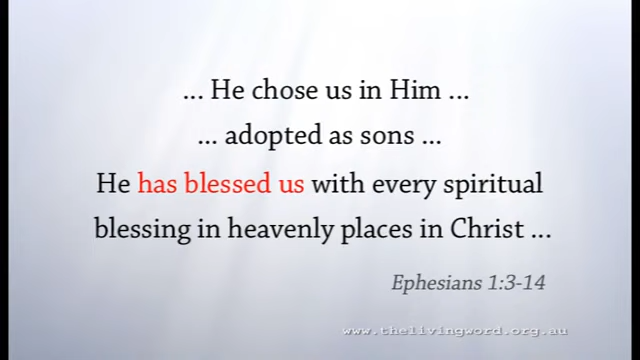 ... He chose us in Him ...
... adopted as sons ...
He has blessed us with every spiritual
blessing in heavenly places in Christ ...
Ephesians 1:3-14
www.thelivingword.org.au